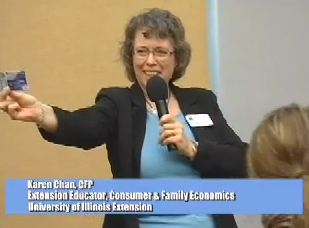 Karen Chan, CFP
Extension Educator, Consumer & Family Economics
University of Illinois Extension